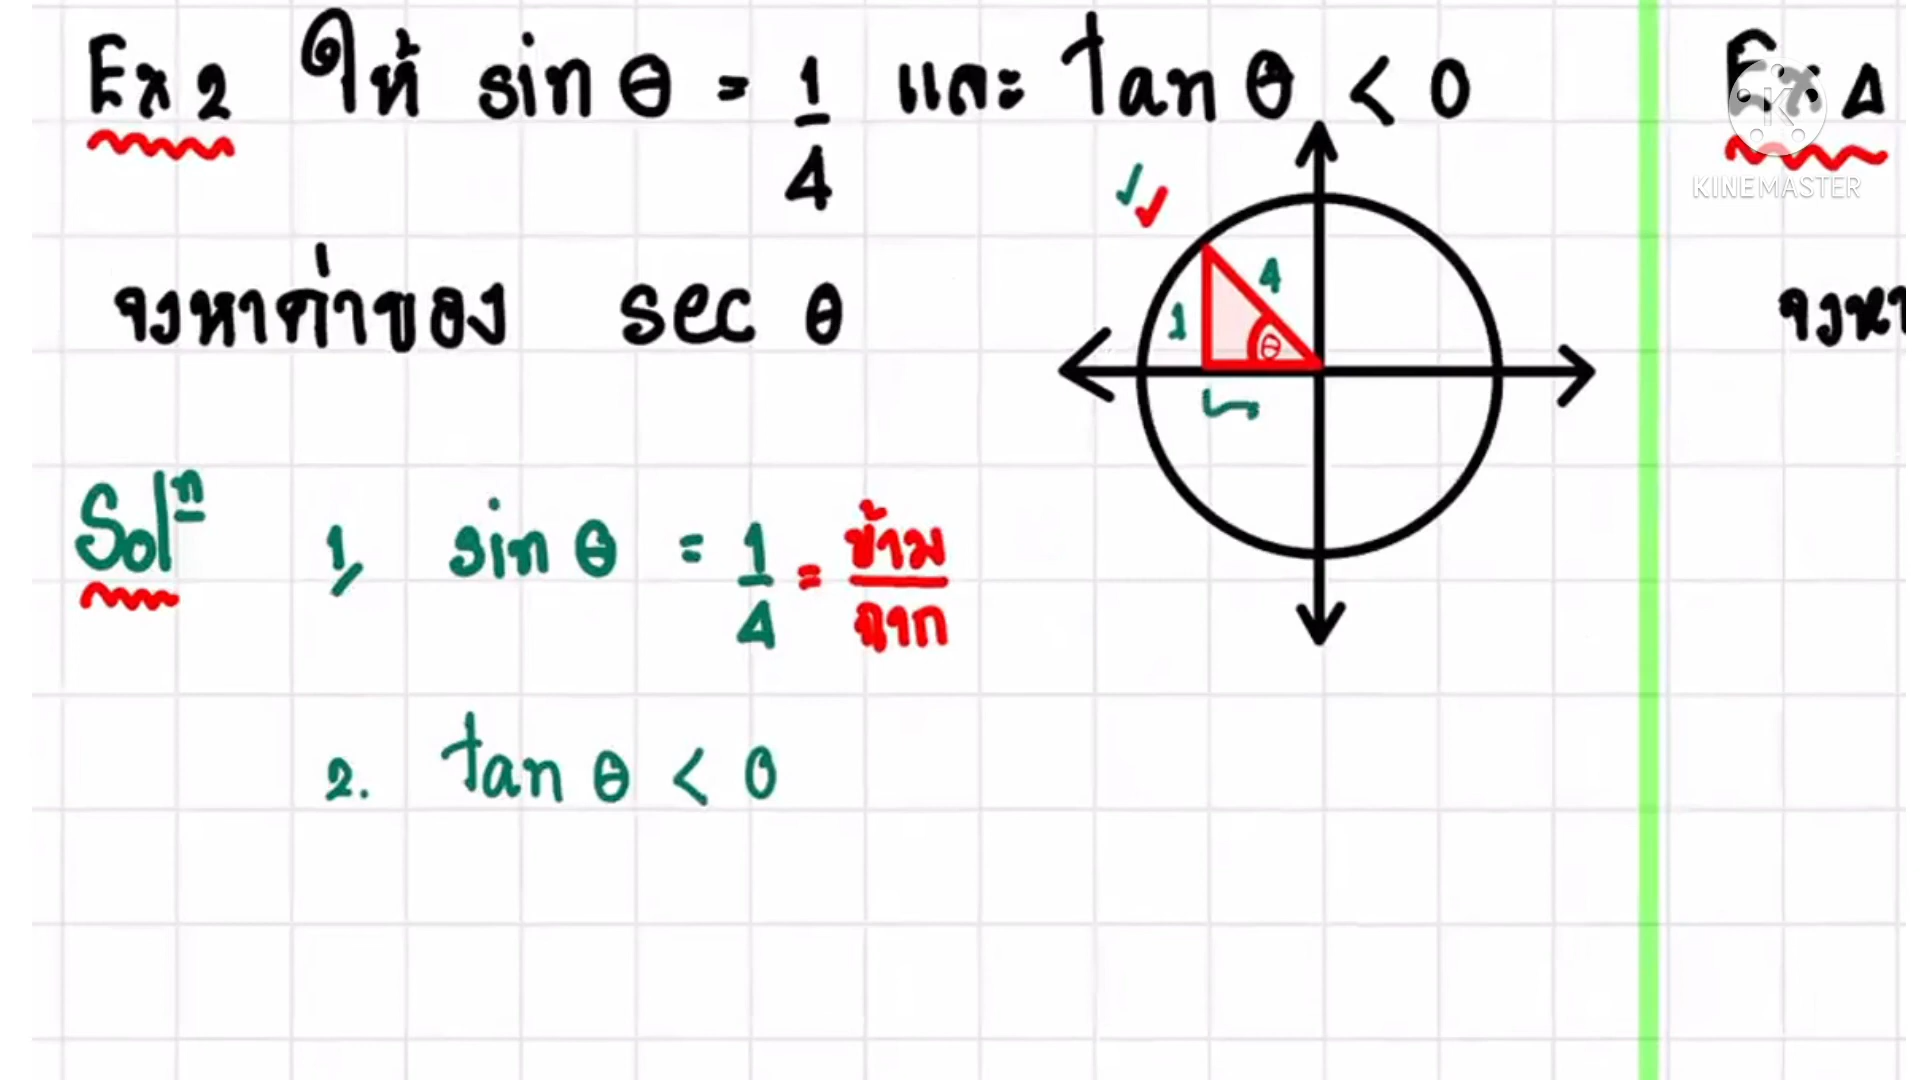 Ex 2 ให้ sin θ = 1/4 และ tan θ < 0
จงหาค่าของ sec θ
4
1
θ
Solⁿ 1, sin θ = 1/4 = ข้าม/ฉาก
2. tan θ < 0
Ex 4
KINEMASTER
จงหา